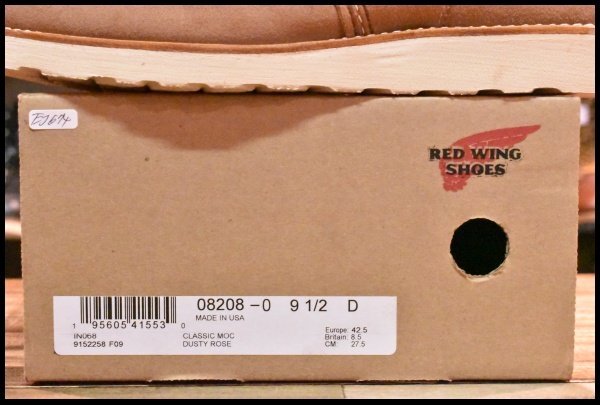 EJ674
RED WING
SHOES
08208-0 9 1/2 D
MADE IN USA
1 95605 41553 0
IN068 CLASSIC MOC Europe: 42.5
9152258 F09 DUSTY ROSE Britain: 8.5
CM: 27.5